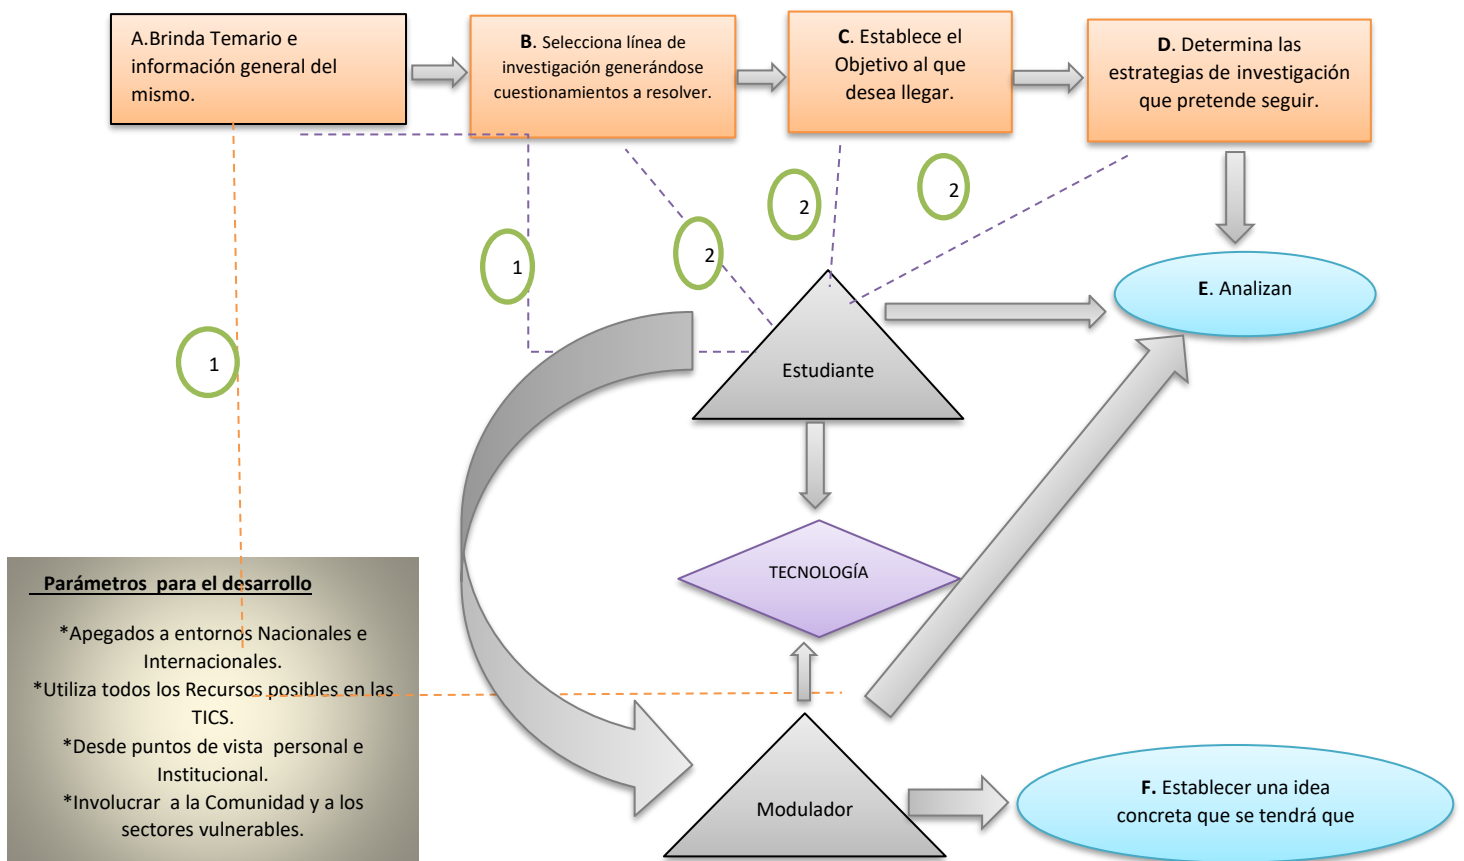 A.Brinda Temario e
información general del
mismo.
B. Selecciona línea de
investigación generándose
cuestionamientos a resolver.
C. Establece el
Objetivo al que
desea llegar.
D. Determina las
estrategias de investigación
que pretende seguir.
2
2
2
1
1
E. Analizan
Estudiante
TECNOLOGÍA
Parámetros para el desarrollo
*Apegados a entornos Nacionales e
Internacionales.
*Utiliza todos los Recursos posibles en las
TICS.
*Desde puntos de vista personal e
Institucional.
*Involucrar a la Comunidad y a los
sectores vulnerables.
Modulador
F. Establecer una idea
concreta que se tendrá que